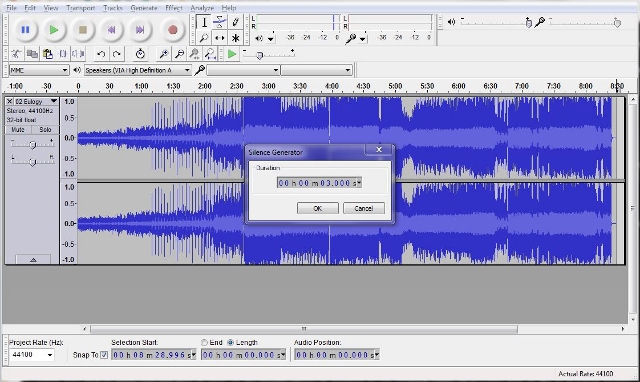 File Edit View Transport Tracks Generate Effect Analyze Help
L
R
-36 -24 -12 0
L
R
-36 -24 -12 0
MME
Speakers (VIA High Definition A
-1:00 -30 0 30 1:00 1:30 2:00 2:30 3:00 3:30 4:00 4:30 5:00 5:30 6:00 6:30 7:00 7:30 8:00 8:30
X 02 Eulogy
Stereo, 44100Hz
32-bit float
Mute Solo
- +
L R
1.0
0.5
0.0
-0.5
-1.0
1.0
0.5
0.0
-0.5
-1.0
Silence Generator
Duration
00 h 00 m 03.000 s
OK Cancel
Project Rate (Hz): Selection Start: End Length Audio Position:
44100 Snap To 00 h 08 m 28.996 s 00 h 00 m 00.000 s 00 h 00 m 00.000 s
Actual Rate: 44100